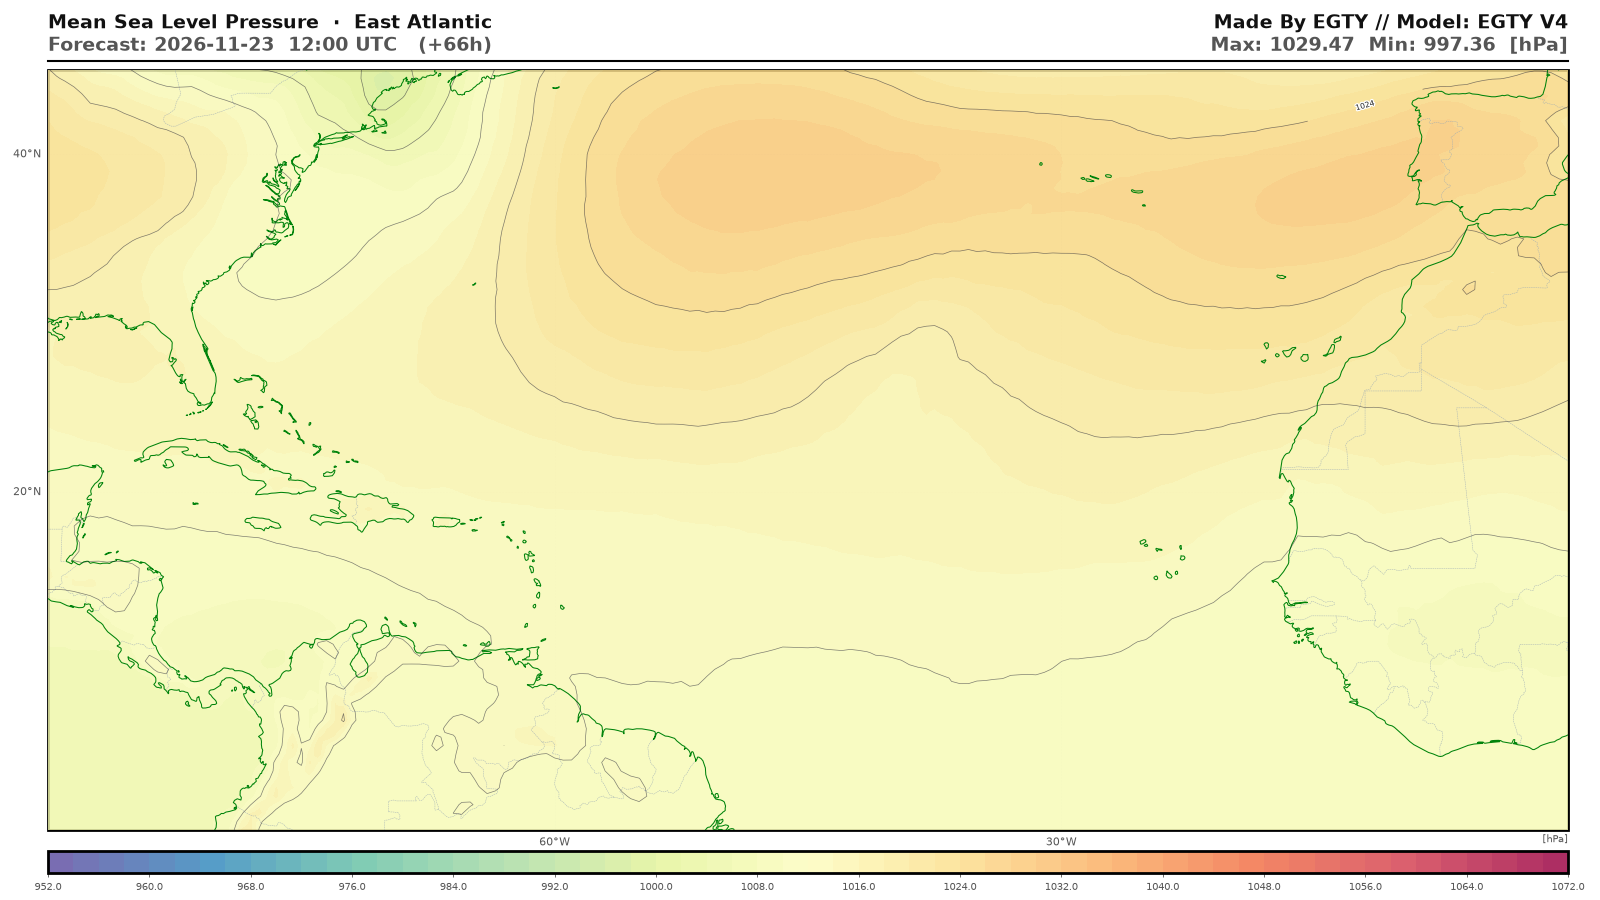 Mean Sea Level Pressure · East Atlantic
Made By EGTY // Model: EGTY V4
Forecast: 2026-11-23 12:00 UTC (+66h)
Max: 1029.47 Min: 997.36 [hPa]
1024
40°N
20°N
60°W
30°W
[hPa]
952.0 960.0 968.0 976.0 984.0 992.0 1000.0 1008.0 1016.0 1024.0 1032.0 1040.0 1048.0 1056.0 1064.0 1072.0